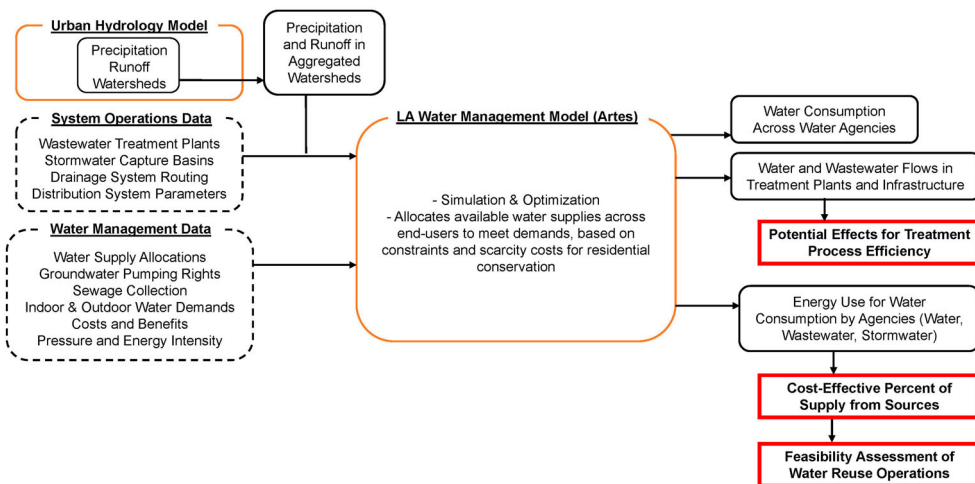 Urban Hydrology Model
Precipitation
Runoff
Watersheds
Precipitation
and Runoff in
Aggregated
Watersheds
System Operations Data
Wastewater Treatment Plants
Stormwater Capture Basins
Drainage System Routing
Distribution System Parameters
Water Management Data
Water Supply Allocations
Groundwater Pumping Rights
Sewage Collection
Indoor & Outdoor Water Demands
Costs and Benefits
Pressure and Energy Intensity
LA Water Management Model (Artes)
- Simulation & Optimization
- Allocates available water supplies across
end-users to meet demands, based on
constraints and scarcity costs for residential
conservation
Water Consumption
Across Water Agencies
Water and Wastewater Flows in
Treatment Plants and Infrastructure
Potential Effects for Treatment
Process Efficiency
Energy Use for Water
Consumption by Agencies (Water,
Wastewater, Stormwater)
Cost-Effective Percent of
Supply from Sources
Feasibility Assessment of
Water Reuse Operations